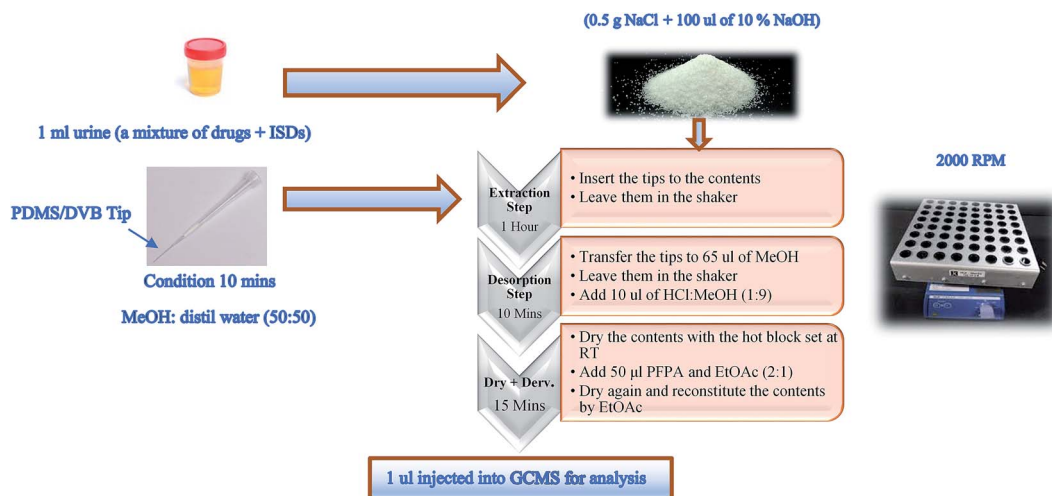 (0.5 g NaCl + 100 ul of 10 % NaOH)
1 ml urine (a mixture of drugs + ISDs)
PDMS/DVB Tip
Condition 10 mins
MeOH: distil water (50:50)
Extraction
Step
1 Hour
• Insert the tips to the contents
• Leave them in the shaker
Desorption
Step
10 Mins
• Transfer the tips to 65 ul of MeOH
• Leave them in the shaker
• Add 10 ul of HCl:MeOH (1:9)
Dry + Derv.
15 Mins
• Dry the contents with the hot block set at
RT
• Add 50 µl PFPA and EtOAc (2:1)
• Dry again and reconstitute the contents
by EtOAc
2000 RPM
1 ul injected into GCMS for analysis